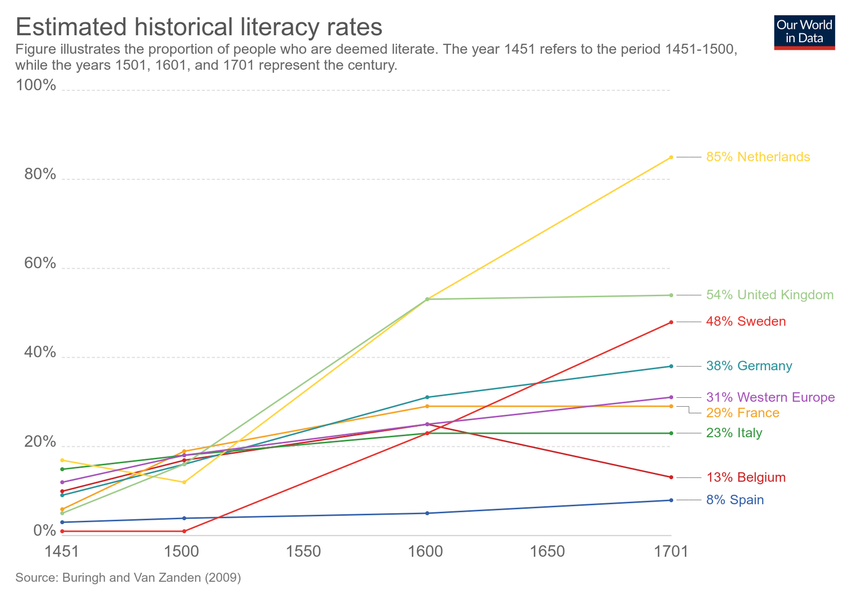 Estimated historical literacy rates
Our World
in Data
Figure illustrates the proportion of people who are deemed literate. The year 1451 refers to the period 1451-1500,
while the years 1501, 1601, and 1701 represent the century.
100%
80%
60%
40%
20%
0%
85% Netherlands
54% United Kingdom
48% Sweden
38% Germany
31% Western Europe
29% France
23% Italy
13% Belgium
8% Spain
1451 1500 1550 1600 1650 1701
Source: Buringh and Van Zanden (2009)